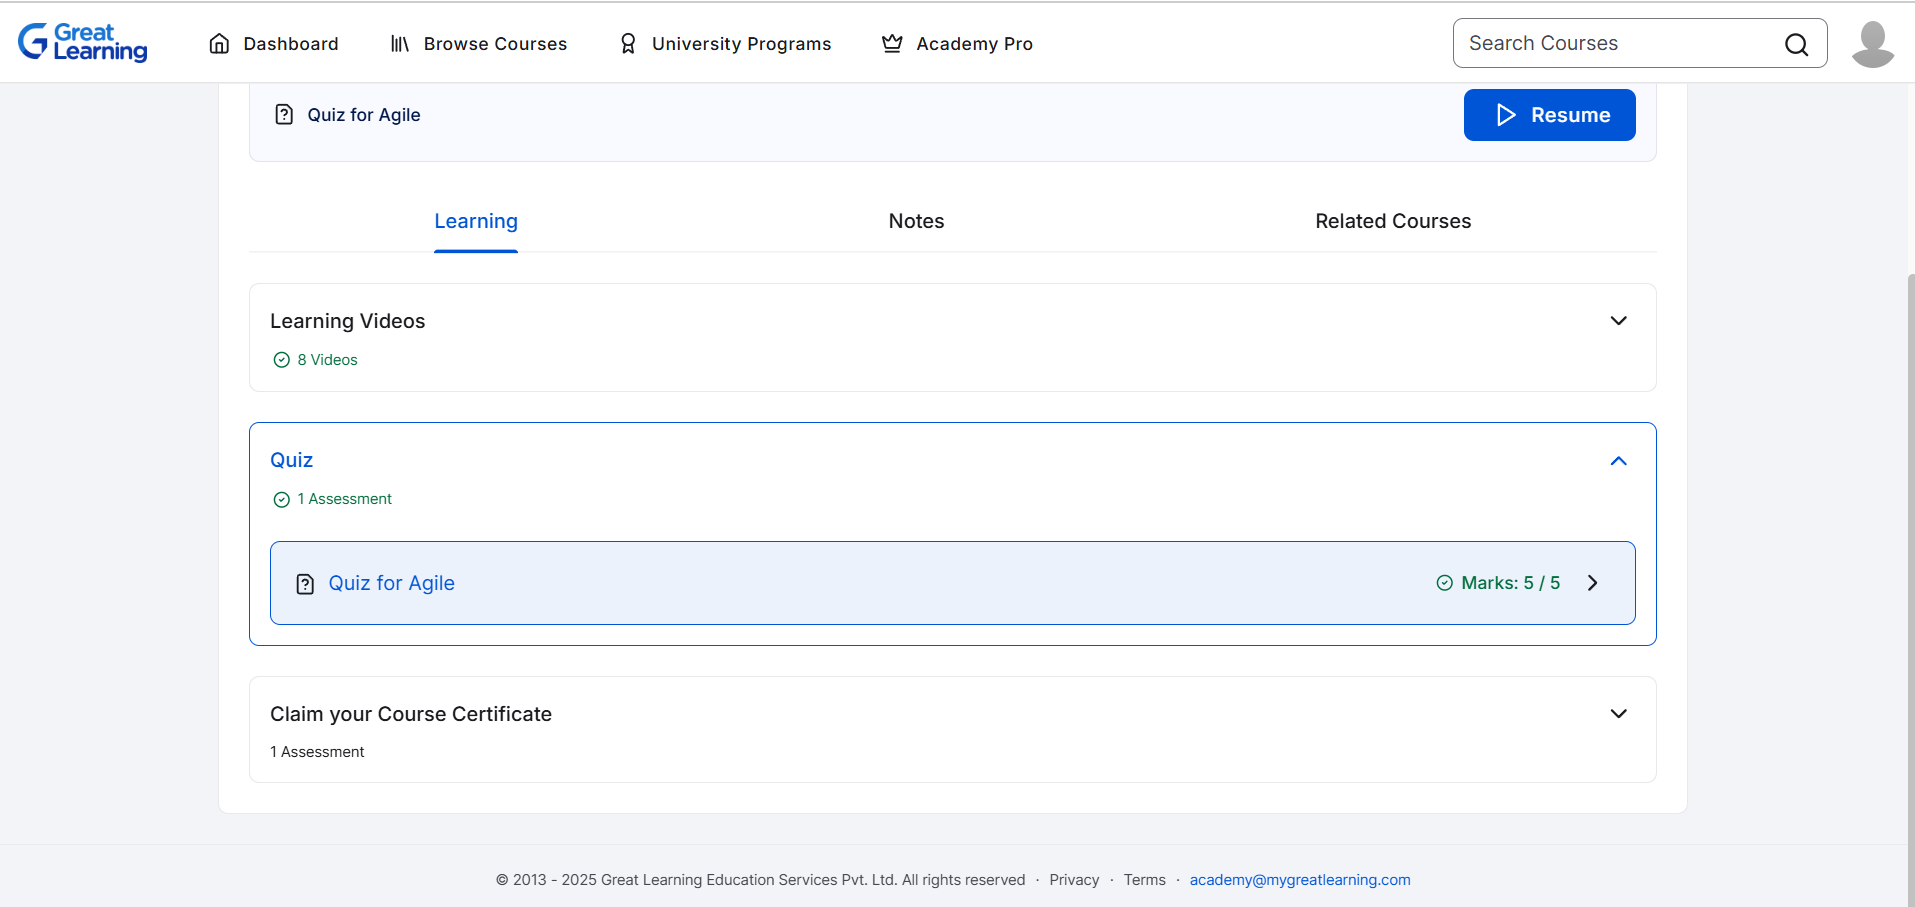 Great
Learning
Dashboard
Browse Courses
University Programs
Academy Pro
Search Courses
Quiz for Agile
Resume
Learning
Notes
Related Courses
Learning Videos
8 Videos
Quiz
1 Assessment
Quiz for Agile
Marks: 5 / 5
Claim your Course Certificate
1 Assessment
© 2013 - 2025 Great Learning Education Services Pvt. Ltd. All rights reserved · Privacy · Terms · academy@mygreatlearning.com